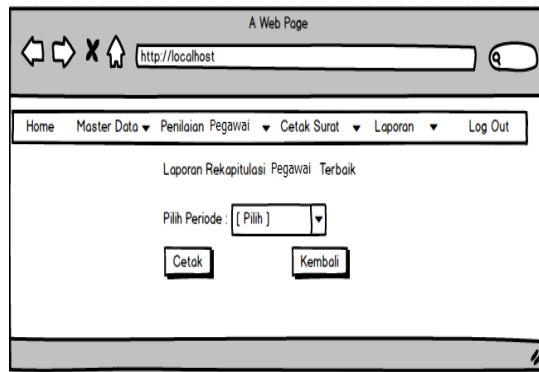 A Web Page
http://localhost
Home Master Data Penilaian Pegawai Cetak Surat Laporan Log Out
Laporan Rekapitulasi Pegawai Terbaik
Pilih Periode : [ Pilih ]
Cetak Kembali